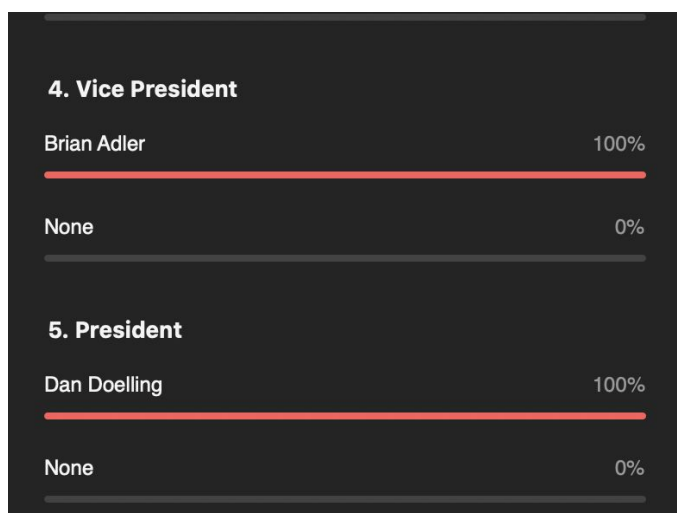 4. Vice President
Brian Adler 100%
None 0%
5. President
Dan Doelling 100%
None 0%